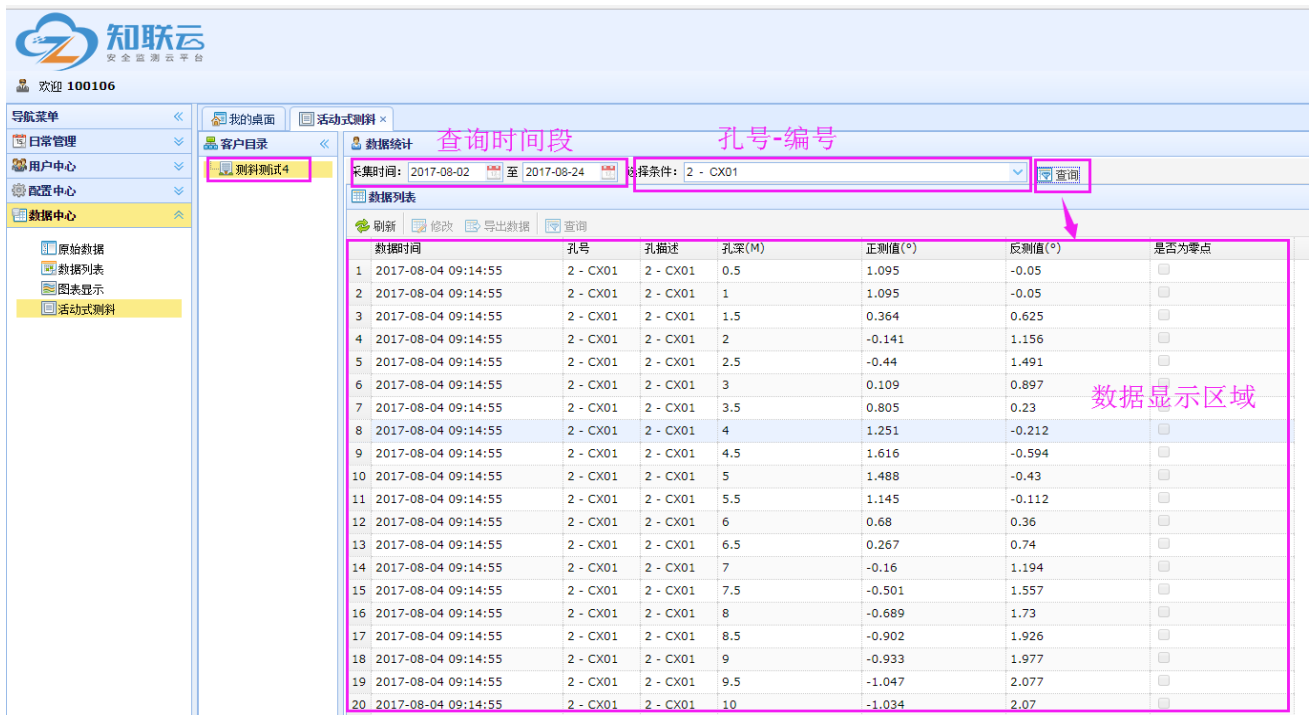 知联云
安全监测云平台
欢迎 100106
导航菜单
日常管理
用户中心
配置中心
数据中心
原始数据
数据列表
图表显示
活动式测料
我的桌面 活动式测料 ×
客户目录
测斜测试4
数据统计 查询时间段 孔号-编号
采集时间: 2017-08-02 至 2017-08-24 选择条件: 2 - CX01 查询
数据列表
刷新 修改 导出数据 查询
数据时间 孔号 孔描述 孔深(M) 正测值(°) 反测值(°) 是否为零点
1 2017-08-04 09:14:55 2 - CX01 2 - CX01 0.5 1.095 -0.05
2 2017-08-04 09:14:55 2 - CX01 2 - CX01 1 1.095 -0.05
3 2017-08-04 09:14:55 2 - CX01 2 - CX01 1.5 0.364 0.625
4 2017-08-04 09:14:55 2 - CX01 2 - CX01 2 -0.141 1.156
5 2017-08-04 09:14:55 2 - CX01 2 - CX01 2.5 -0.44 1.491
6 2017-08-04 09:14:55 2 - CX01 2 - CX01 3 0.109 0.897
数据显示区域
7 2017-08-04 09:14:55 2 - CX01 2 - CX01 3.5 0.805 0.23
8 2017-08-04 09:14:55 2 - CX01 2 - CX01 4 1.251 -0.212
9 2017-08-04 09:14:55 2 - CX01 2 - CX01 4.5 1.616 -0.594
10 2017-08-04 09:14:55 2 - CX01 2 - CX01 5 1.488 -0.43
11 2017-08-04 09:14:55 2 - CX01 2 - CX01 5.5 1.145 -0.112
12 2017-08-04 09:14:55 2 - CX01 2 - CX01 6 0.68 0.36
13 2017-08-04 09:14:55 2 - CX01 2 - CX01 6.5 0.267 0.74
14 2017-08-04 09:14:55 2 - CX01 2 - CX01 7 -0.16 1.194
15 2017-08-04 09:14:55 2 - CX01 2 - CX01 7.5 -0.501 1.557
16 2017-08-04 09:14:55 2 - CX01 2 - CX01 8 -0.689 1.73
17 2017-08-04 09:14:55 2 - CX01 2 - CX01 8.5 -0.902 1.926
18 2017-08-04 09:14:55 2 - CX01 2 - CX01 9 -0.933 1.977
19 2017-08-04 09:14:55 2 - CX01 2 - CX01 9.5 -1.047 2.077
20 2017-08-04 09:14:55 2 - CX01 2 - CX01 10 -1.034 2.07